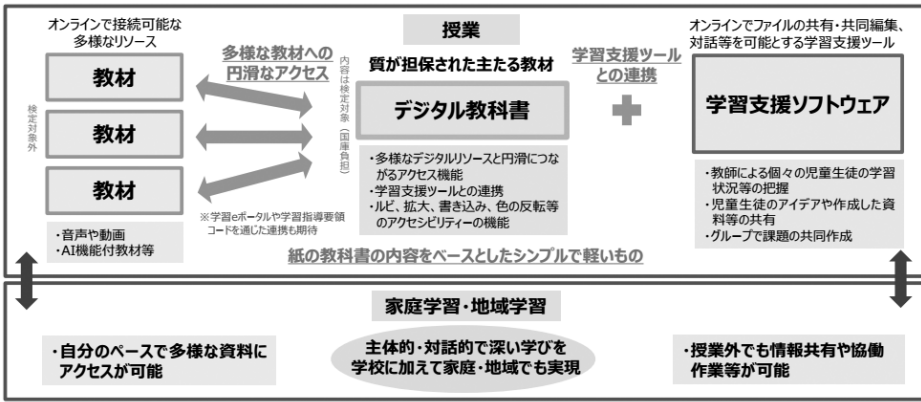 オンラインで接続可能な
多様なリソース
教材
教材
教材
検定対象外
・音声や動画
・AI機能付教材等
多様な教材への
円滑なアクセス
※学習eポータルや学習指導要領
コードを通じた連携も期待
授業
質が担保された主たる教材
内容は検定対象(国庫負担)
デジタル教科書
・多様なデジタルリソースと円滑につな
がるアクセス機能
・学習支援ツールとの連携
・ルビ、拡大、書き込み、色の反転等
のアクセシビリティーの機能
学習支援ツール
との連携
オンラインでファイルの共有・共同編集、
対話等を可能とする学習支援ツール
学習支援ソフトウェア
・教師による個々の児童生徒の学習
状況等の把握
・児童生徒のアイデアや作成した資
料等の共有
・グループで課題の共同作成
紙の教科書の内容をベースとしたシンプルで軽いもの
家庭学習・地域学習
・自分のペースで多様な資料に
アクセスが可能
主体的・対話的で深い学びを
学校に加えて家庭・地域でも実現
・授業外でも情報共有や協働
作業等が可能